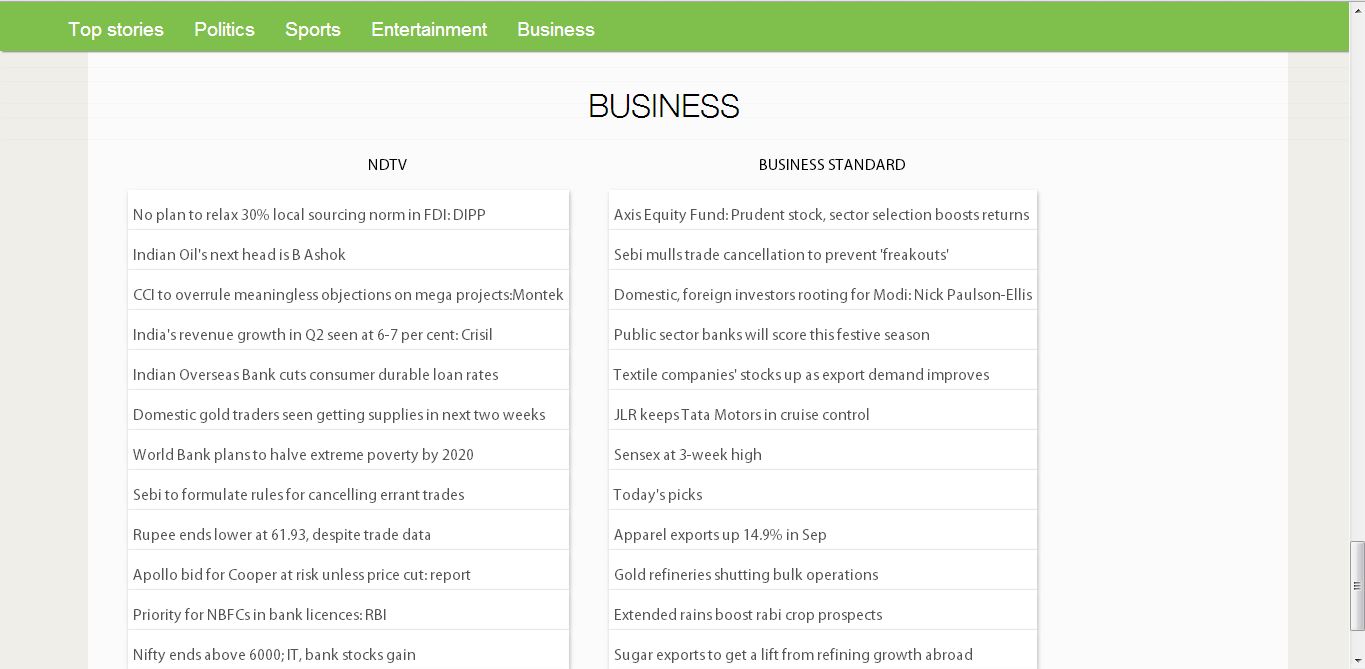 Top stories Politics Sports Entertainment Business
BUSINESS
NDTV
No plan to relax 30% local sourcing norm in FDI: DIPP
Indian Oil's next head is B Ashok
CCI to overrule meaningless objections on mega projects:Montek
India's revenue growth in Q2 seen at 6-7 per cent: Crisil
Indian Overseas Bank cuts consumer durable loan rates
Domestic gold traders seen getting supplies in next two weeks
World Bank plans to halve extreme poverty by 2020
Sebi to formulate rules for cancelling errant trades
Rupee ends lower at 61.93, despite trade data
Apollo bid for Cooper at risk unless price cut: report
Priority for NBFCs in bank licences: RBI
Nifty ends above 6000; IT, bank stocks gain
BUSINESS STANDARD
Axis Equity Fund: Prudent stock, sector selection boosts returns
Sebi mulls trade cancellation to prevent 'freakouts'
Domestic, foreign investors rooting for Modi: Nick Paulson-Ellis
Public sector banks will score this festive season
Textile companies' stocks up as export demand improves
JLR keeps Tata Motors in cruise control
Sensex at 3-week high
Today's picks
Apparel exports up 14.9% in Sep
Gold refineries shutting bulk operations
Extended rains boost rabi crop prospects
Sugar exports to get a lift from refining growth abroad